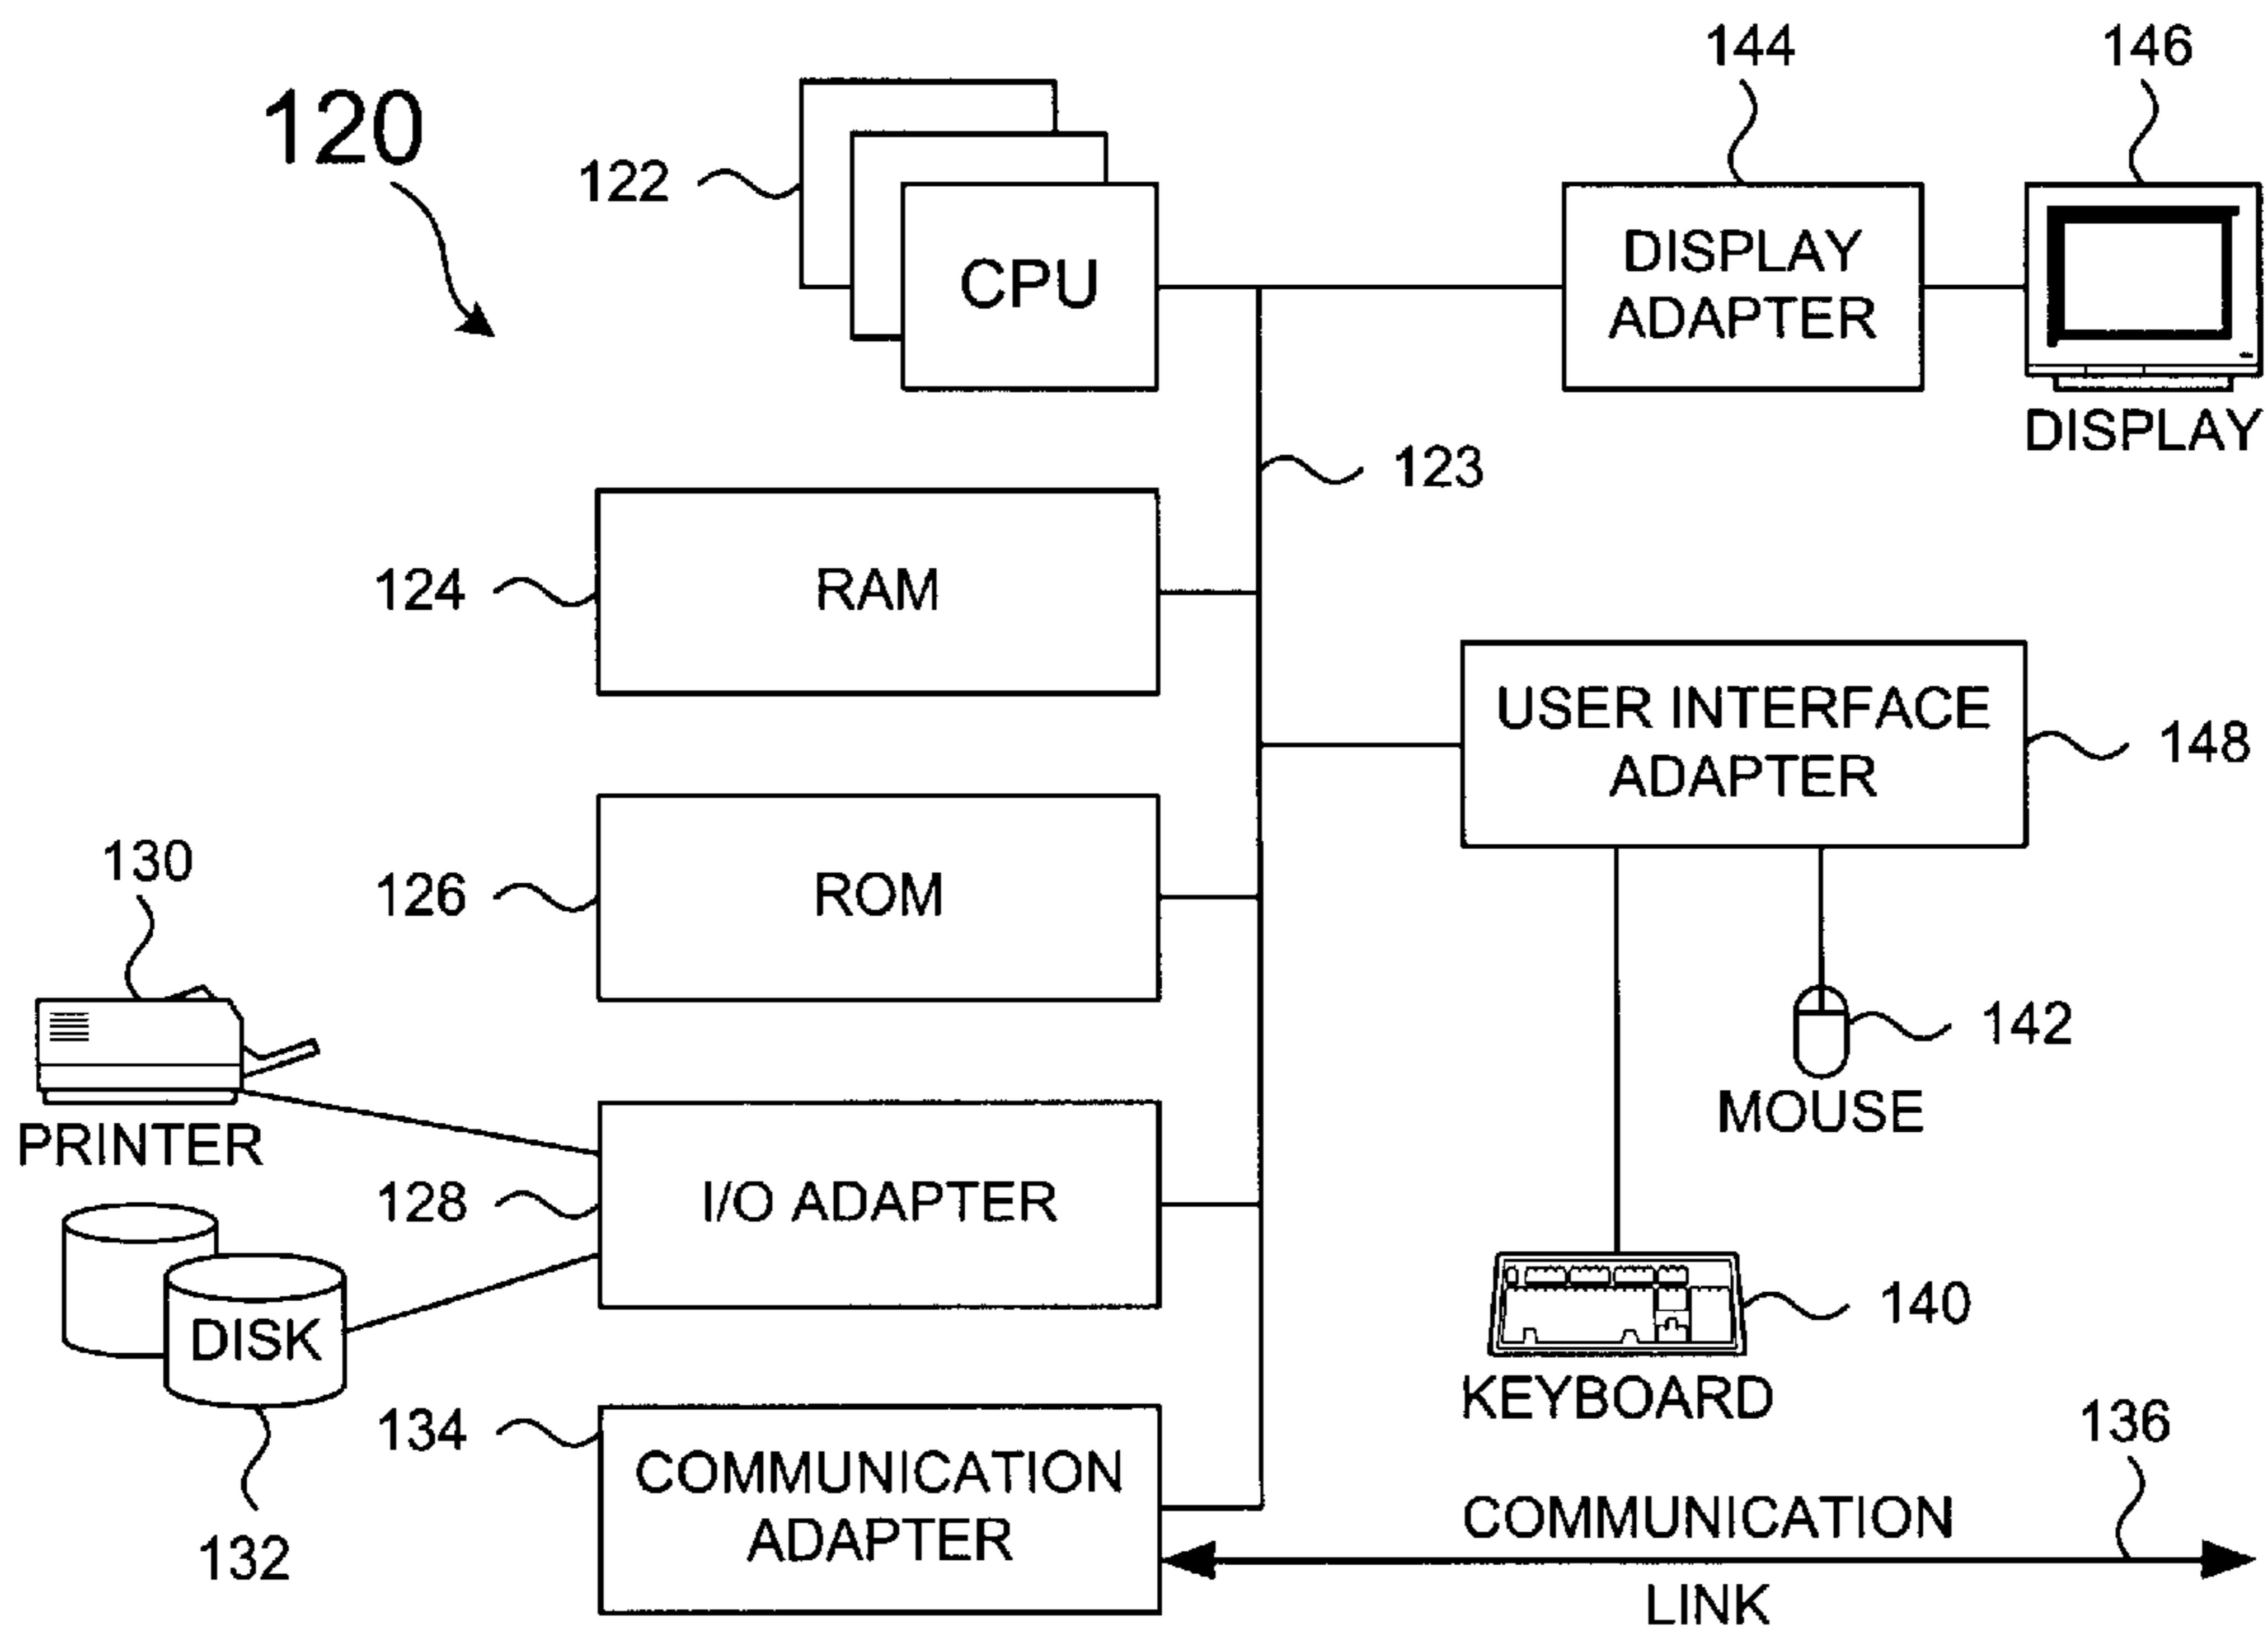 144
146
120
122
CPU
DISPLAY
ADAPTER
DISPLAY
123
124
RAM
USER INTERFACE
ADAPTER
148
130
126
ROM
142
MOUSE
PRINTER
128
I/O ADAPTER
DISK
140
KEYBOARD
134
136
COMMUNICATION
ADAPTER
COMMUNICATION
LINK
132